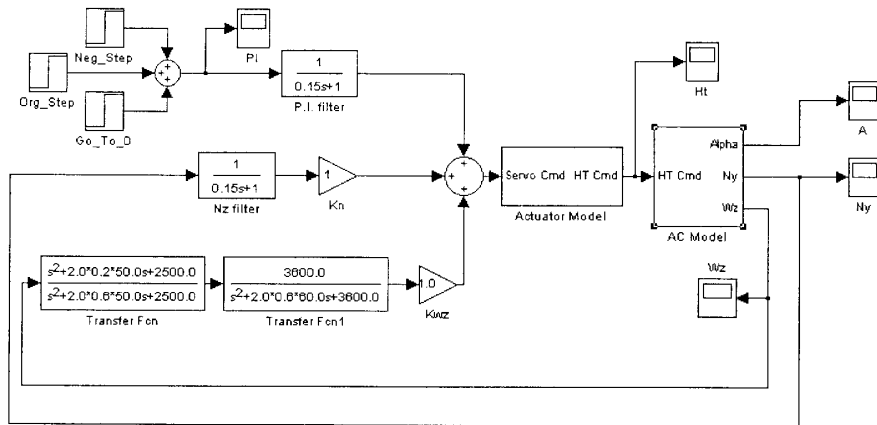 Neg_Step
PI
+
+
+
Org_Step
1
0.15s+1
P.I. filter
Go_To_0
Ht
Alpha
A
1
0.15s+1
Nz filter
1
Kn
+
+
+
Servo Cmd HT Cmd
Actuator Model
HT Cmd
Ny
Wz
AC Model
Ny
s²+2.0*0.2*50.0s+2500.0
s²+2.0*0.6*50.0s+2500.0
Transfer Fcn
3600.0
s²+2.0*0.6*60.0s+3600.0
Transfer Fcn1
1.0
Kwz
Wz